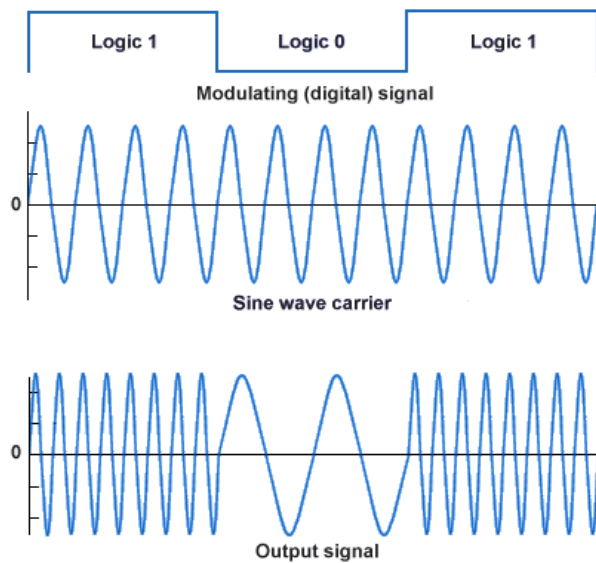 Logic 1 Logic 0 Logic 1
Modulating (digital) signal
0
Sine wave carrier
0
Output signal